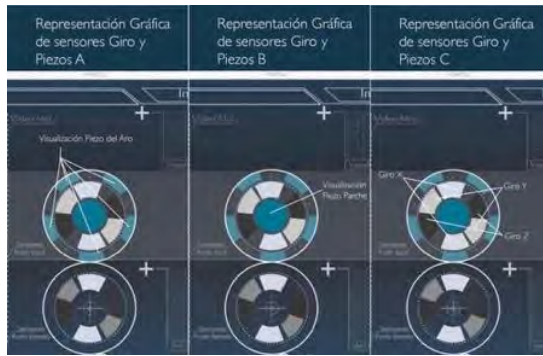 Representación Gráfica
de sensores Giro y
Piezos A
Visualización Piezo del Aro
Representación Gráfica
de sensores Giro y
Piezos B
Visualización
Piezo Parche
Representación Gráfica
de sensores Giro y
Piezos C
In
Giro X
Giro Y
Giro Z